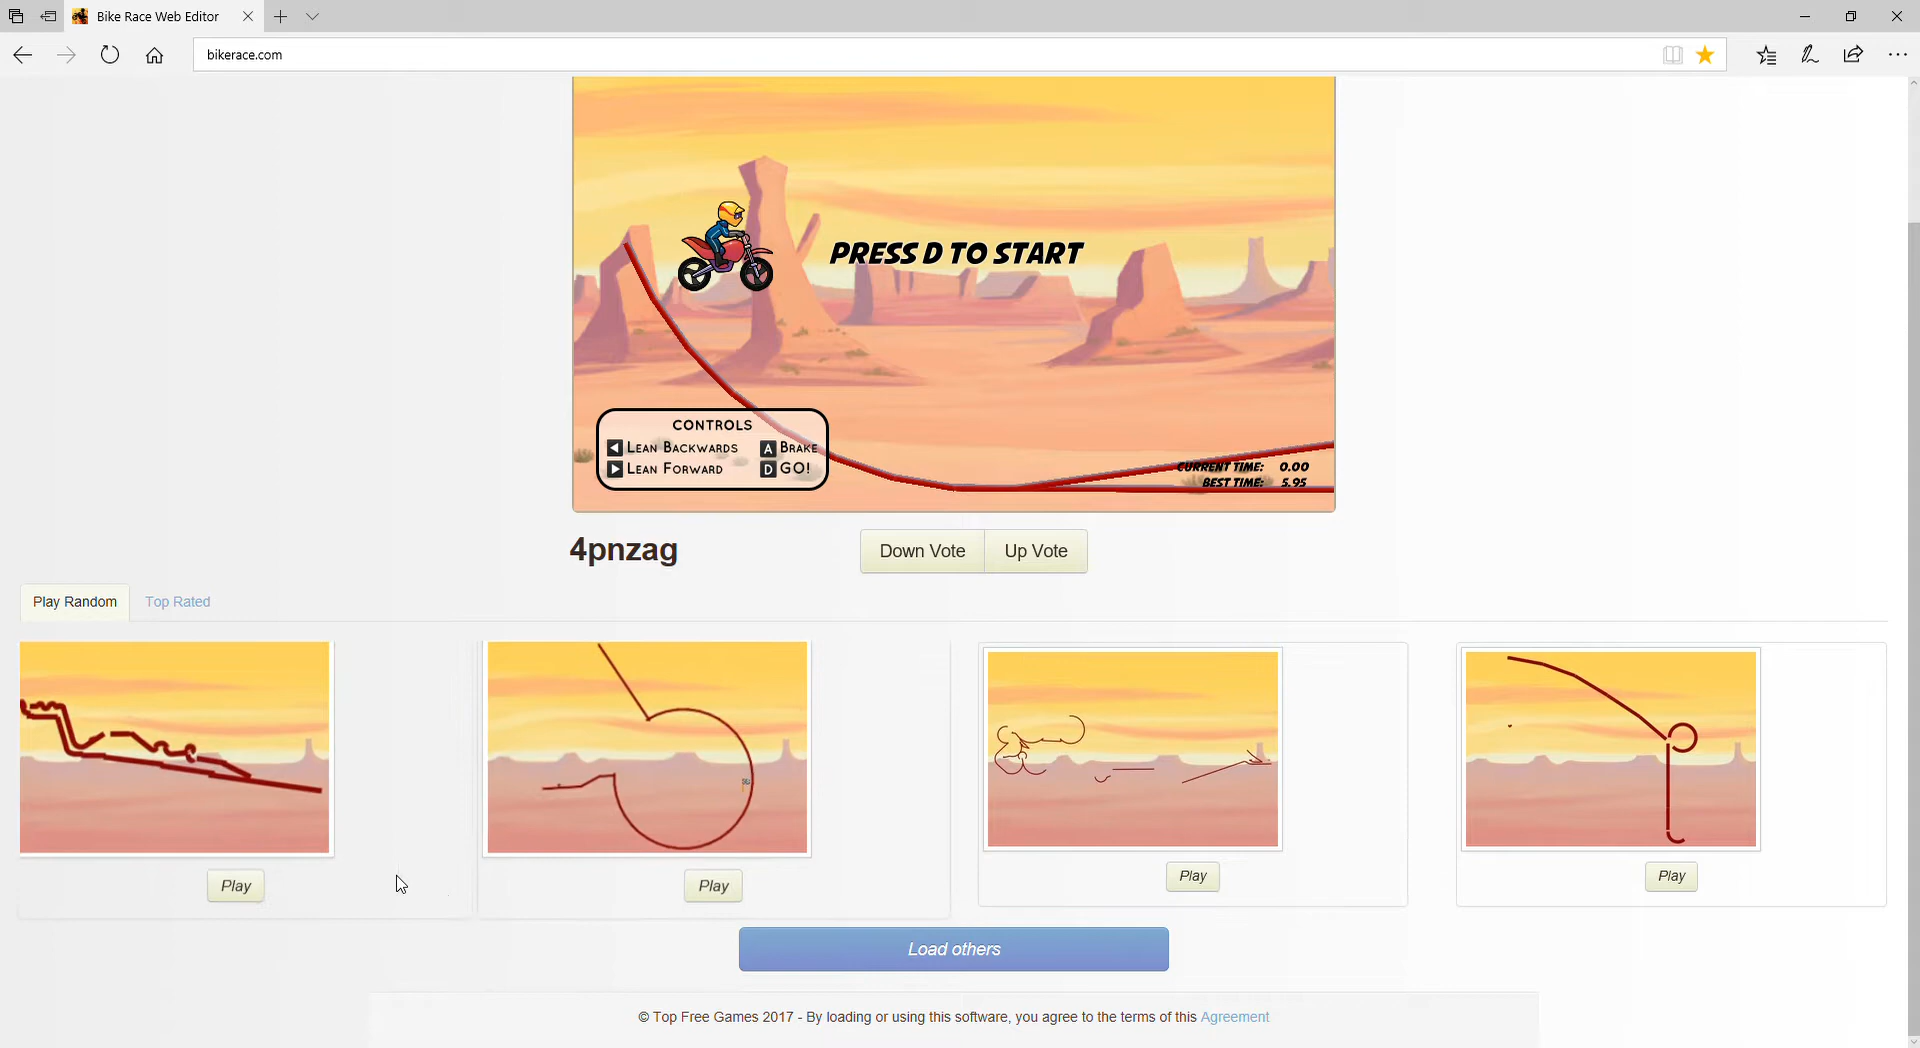 Bike Race Web Editor
bikerace.com
PRESS D TO START
CONTROLS
LEAN BACKWARDS A BRAKE
LEAN FORWARD D GO!
CURRENT TIME: 0.00
BEST TIME: 5.95
4pnzag
Down Vote Up Vote
Play Random Top Rated
Play Play Play Play
Load others
© Top Free Games 2017 - By loading or using this software, you agree to the terms of this Agreement